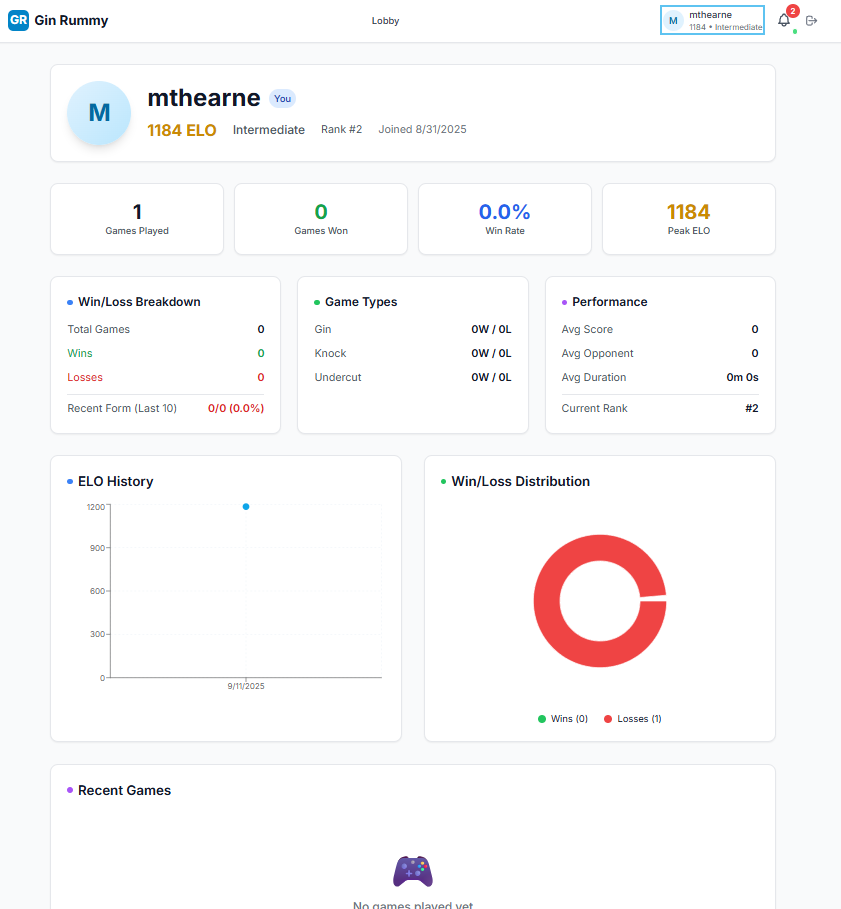 GR Gin Rummy
Lobby
M
mthearne
1184 • Intermediate
2
M
mthearne
You
1184 ELO
Intermediate
Rank #2
Joined 8/31/2025
1
Games Played
0
Games Won
0.0%
Win Rate
1184
Peak ELO
Win/Loss Breakdown
Total Games 0
Wins 0
Losses 0
Recent Form (Last 10) 0/0 (0.0%)
Game Types
Gin 0W / 0L
Knock 0W / 0L
Undercut 0W / 0L
Performance
Avg Score 0
Avg Opponent 0
Avg Duration 0m 0s
Current Rank #2
ELO History
1200
900
600
300
0
9/11/2025
Win/Loss Distribution
Wins (0)
Losses (1)
Recent Games
No games played yet